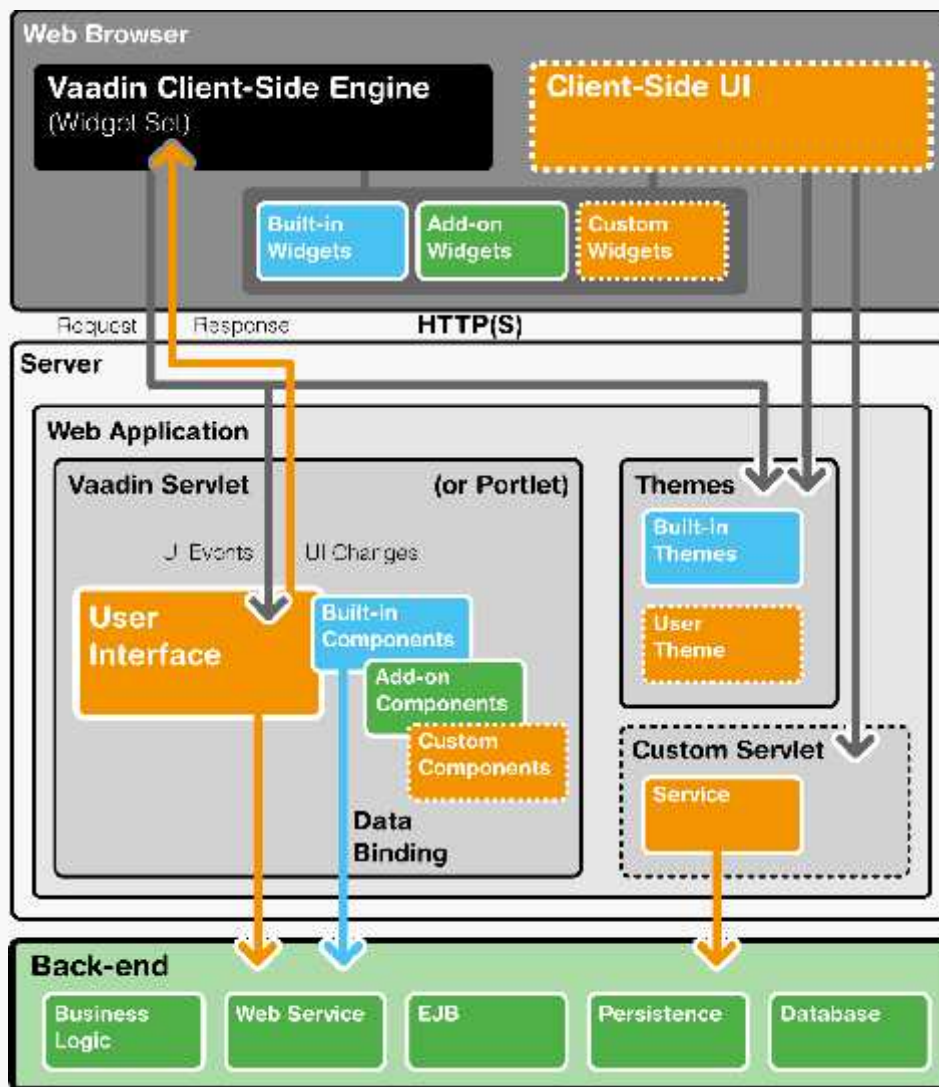 Web Browser
Vaadin Client-Side Engine
(Widget Set)
Client-Side UI
Built-in
Widgets
Add-on
Widgets
Custom
Widgets
Request
Response
HTTP(S)
Server
Web Application
Vaadin Servlet
(or Portlet)
Themes
Built-in
Themes
UI Events
UI Changes
User
Interface
Built-in
Components
User
Theme
Add-on
Components
Custom
Components
Custom Servlet
Service
Data
Binding
Back-end
Business
Logic
Web Service
EJB
Persistence
Database